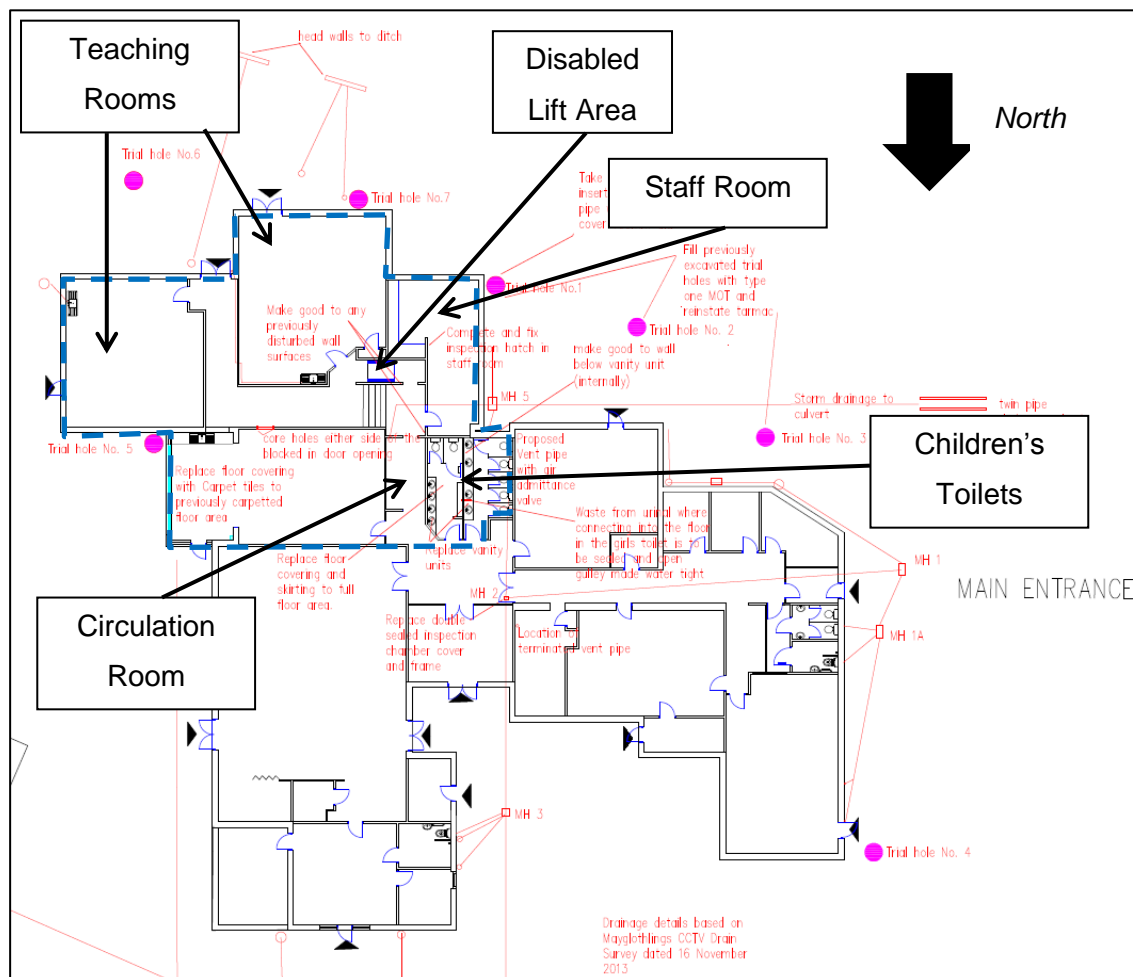 Teaching
Rooms
head walls to ditch
Disabled
Lift Area
North
Trial hole No.6
Trial hole No.7
Take
insert
pipe
cover
Staff Room
Trial hole No.1
Fill previously
excavated trial
holes with type
one MOT and
reinstate tarmac
Trial hole No. 2
Make good to any
previously
disturbed wall
surfaces
Complete and fix
inspection hatch in
staff room
make good to wall
below vanity unit
(internally)
MH 5
Storm drainage to
culvert
twin pipe
Trial hole No. 3
Children's
Toilets
Trial hole No. 5
core holes either side of the
blocked in door opening
Proposed
Vent pipe
with air
admittance
valve
Replace floor covering
with Carpet tiles to
previously carpetted
floor area
Waste from urinal where
connecting into the floor
in the girls toilet is to
be sealed and open
gulley made water tight
Replace vanity
units
Replace floor
covering and
skirting to full
floor area.
MH 2
MH 1
MAIN ENTRANCE
Circulation
Room
Replace double
sealed inspection
chamber cover
and frame
Location of
terminated vent pipe
MH 1A
MH 3
Trial hole No. 4
Drainage details based on
Mayglothlings CCTV Drain
Survey dated 16 November
2013